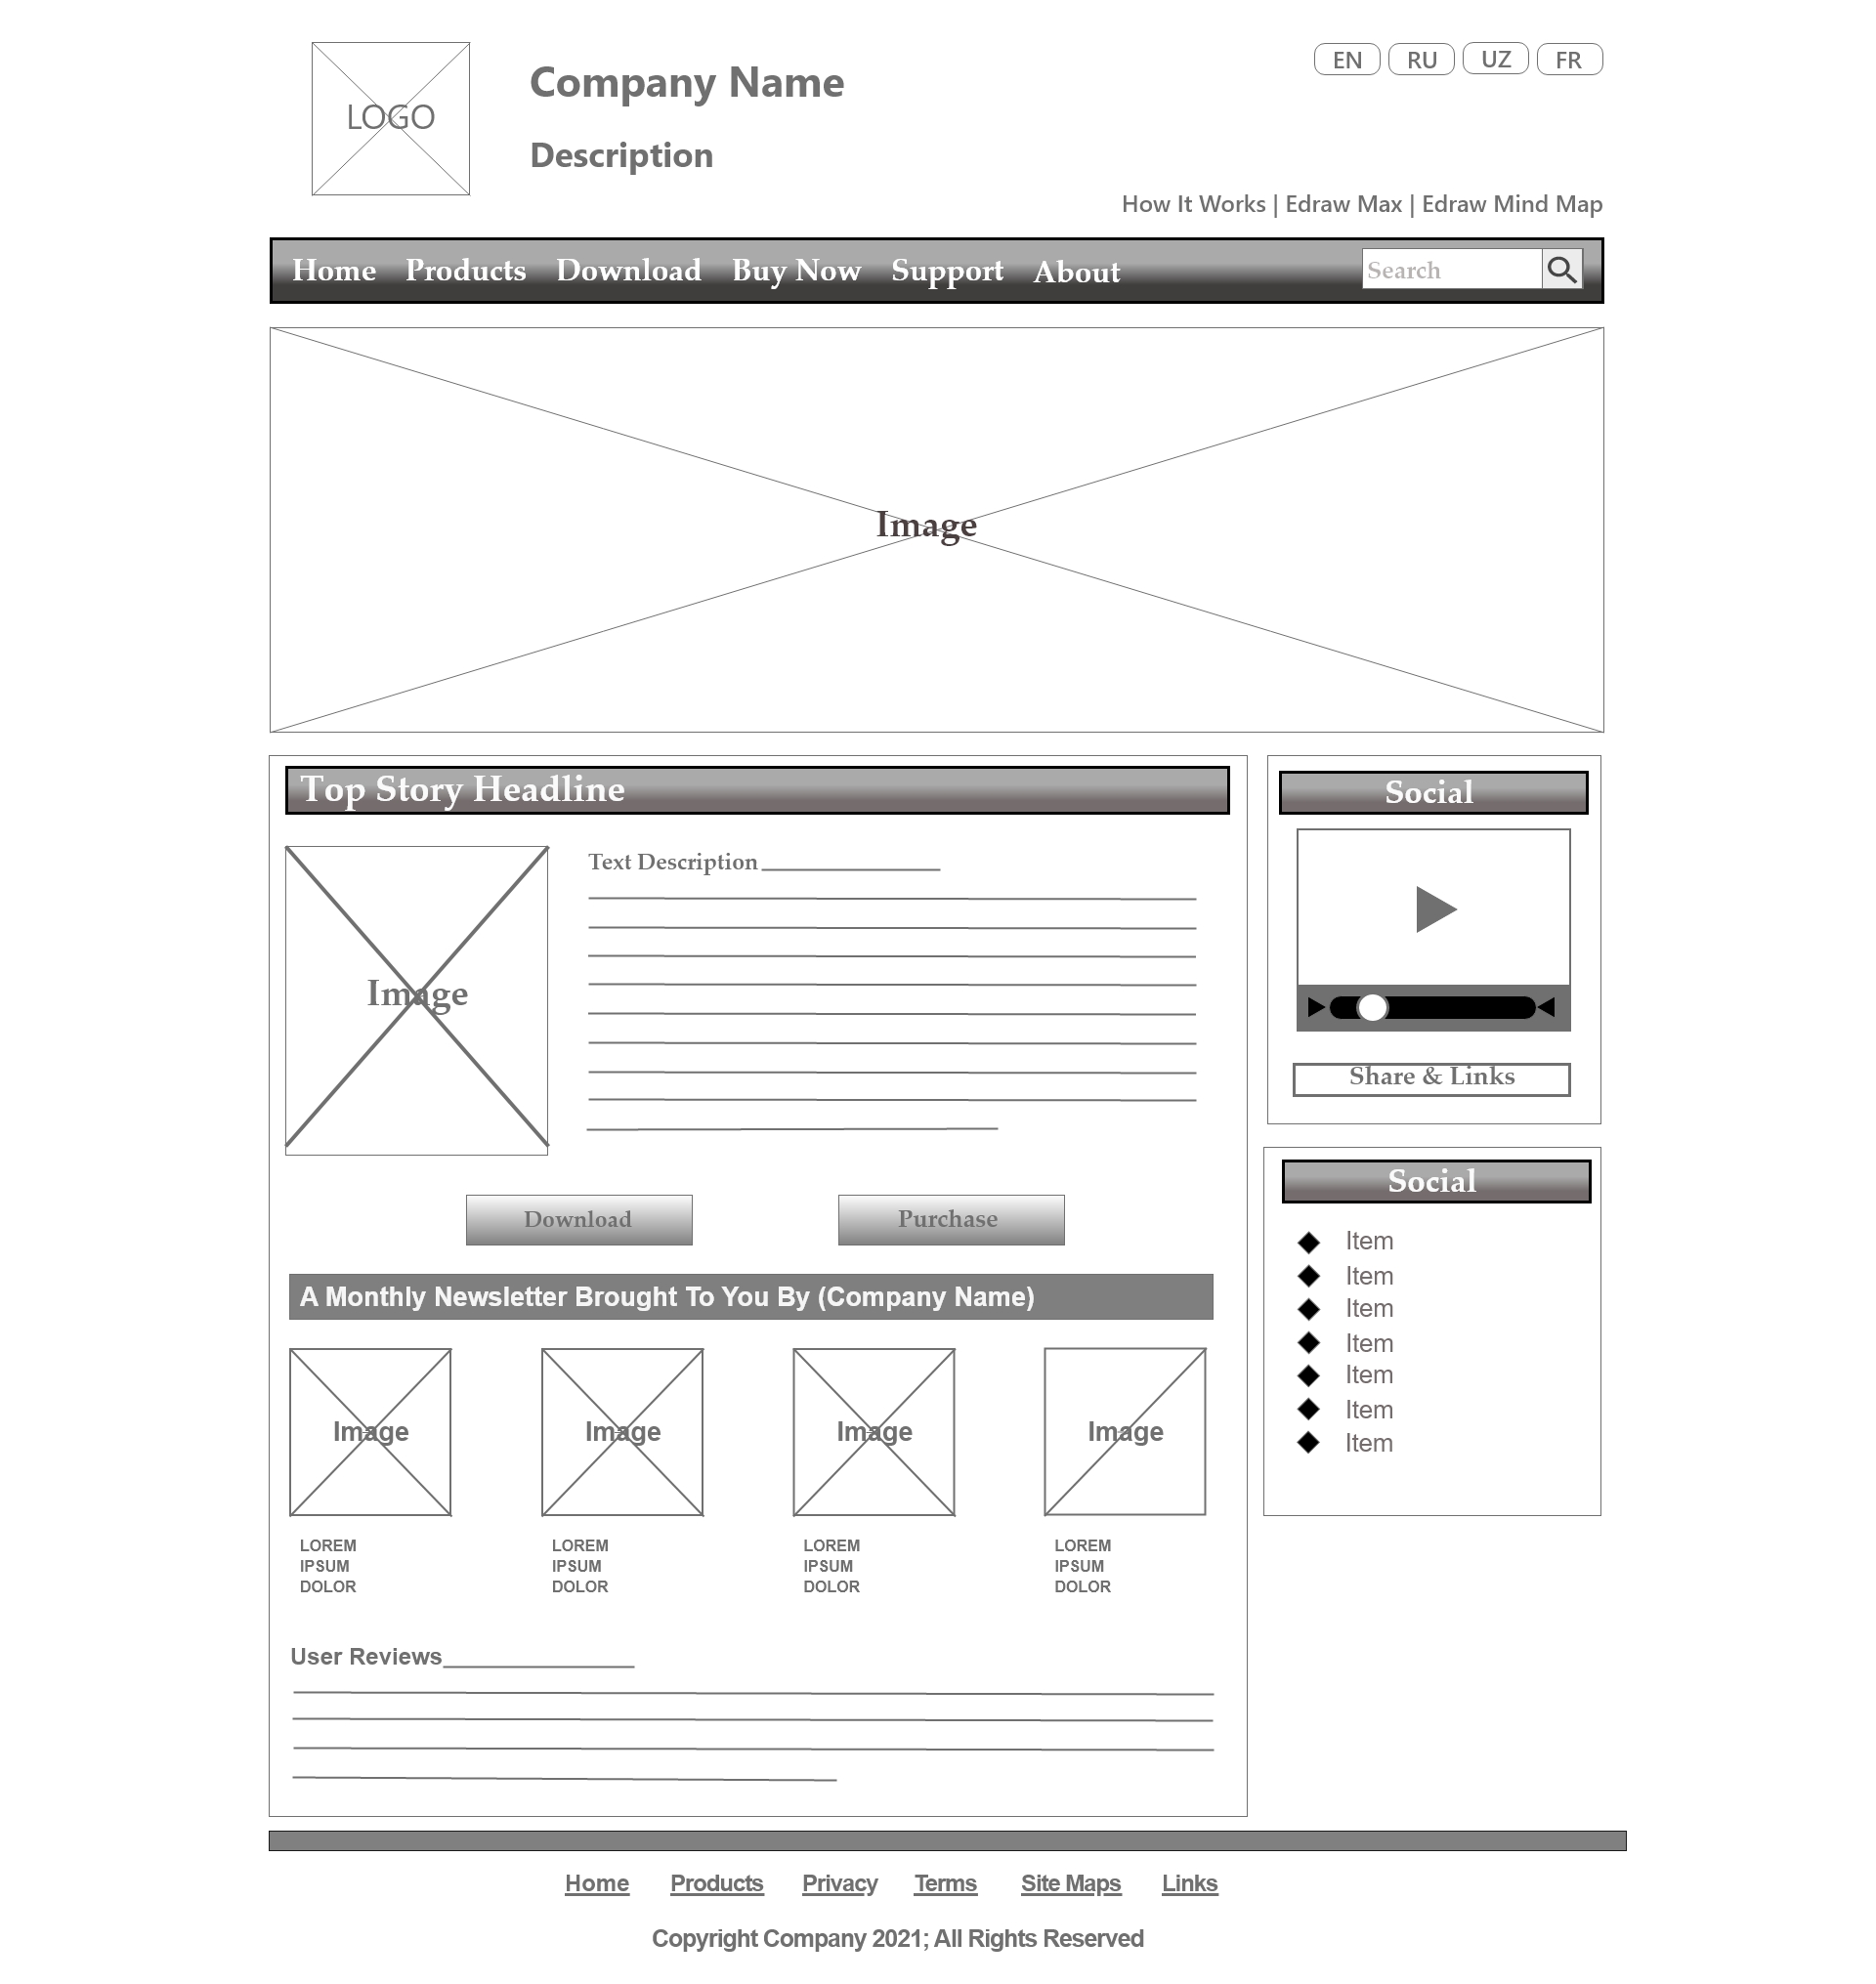 LOGO
Company Name
Description
EN RU UZ FR
How It Works | Edraw Max | Edraw Mind Map
Home Products Download Buy Now Support About Search
Image
Top Story Headline
Image
Text Description
Download Purchase
A Monthly Newsletter Brought To You By (Company Name)
Image Image Image Image
LOREM
IPSUM
DOLOR
LOREM
IPSUM
DOLOR
LOREM
IPSUM
DOLOR
LOREM
IPSUM
DOLOR
User Reviews
Social
Share & Links
Social
Item
Item
Item
Item
Item
Item
Item
Home Products Privacy Terms Site Maps Links
Copyright Company 2021; All Rights Reserved